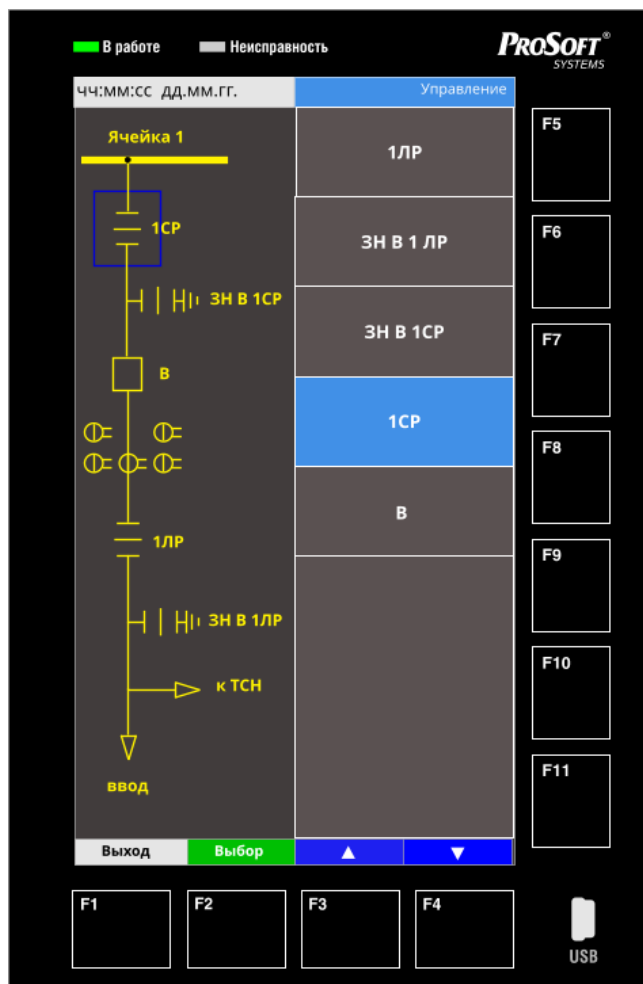 В работе
Неисправность
PROSOFT®
SYSTEMS
чч:мм:сс дд.мм.гг.
Управление
Ячейка 1
1СР
ЗН В 1СР
В
1ЛР
ЗН В 1ЛР
к ТСН
ввод
1ЛР
ЗН В 1 ЛР
ЗН В 1СР
1СР
В
Выход
Выбор
F5
F6
F7
F8
F9
F10
F11
F1
F2
F3
F4
USB